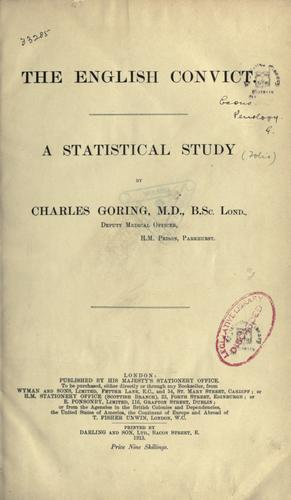 33285
THE ENGLISH CONVICT.
Econs
Penology.
G.
A STATISTICAL STUDY
(Folio)
BY
CHARLES GORING, M.D., B.Sc. LOND.,
DEPUTY MEDICAL OFFICER,
H.M. PRISON, PARKHURST.
LONDON:
PUBLISHED BY HIS MAJESTY'S STATIONERY OFFICE.
To be purchased, either directly or through any Bookseller, from
WYMAN AND SONS, LIMITED, FETTER LANE, E.C., and 54, ST. MARY STREET, CARDIFF; or
H.M. STATIONERY OFFICE (SCOTTISH BRANCH), 23, FORTH STREET, EDINBURGH; or
E. PONSONBY, LIMITED, 116, GRAFTON STREET, DUBLIN;
or from the Agencies in the British Colonies and Dependencies,
the United States of America, the Continent of Europe and Abroad of
T. FISHER UNWIN, LONDON, W.C.
PRINTED BY
DARLING AND SON, LTD., BACON STREET, E.
1913.
Price Nine Shillings.